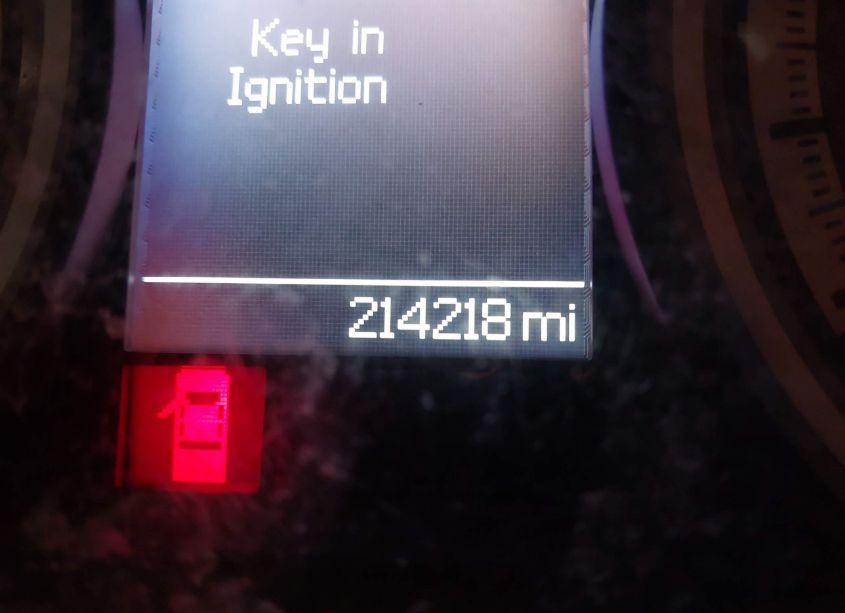 Key in
Ignition
214218 mi